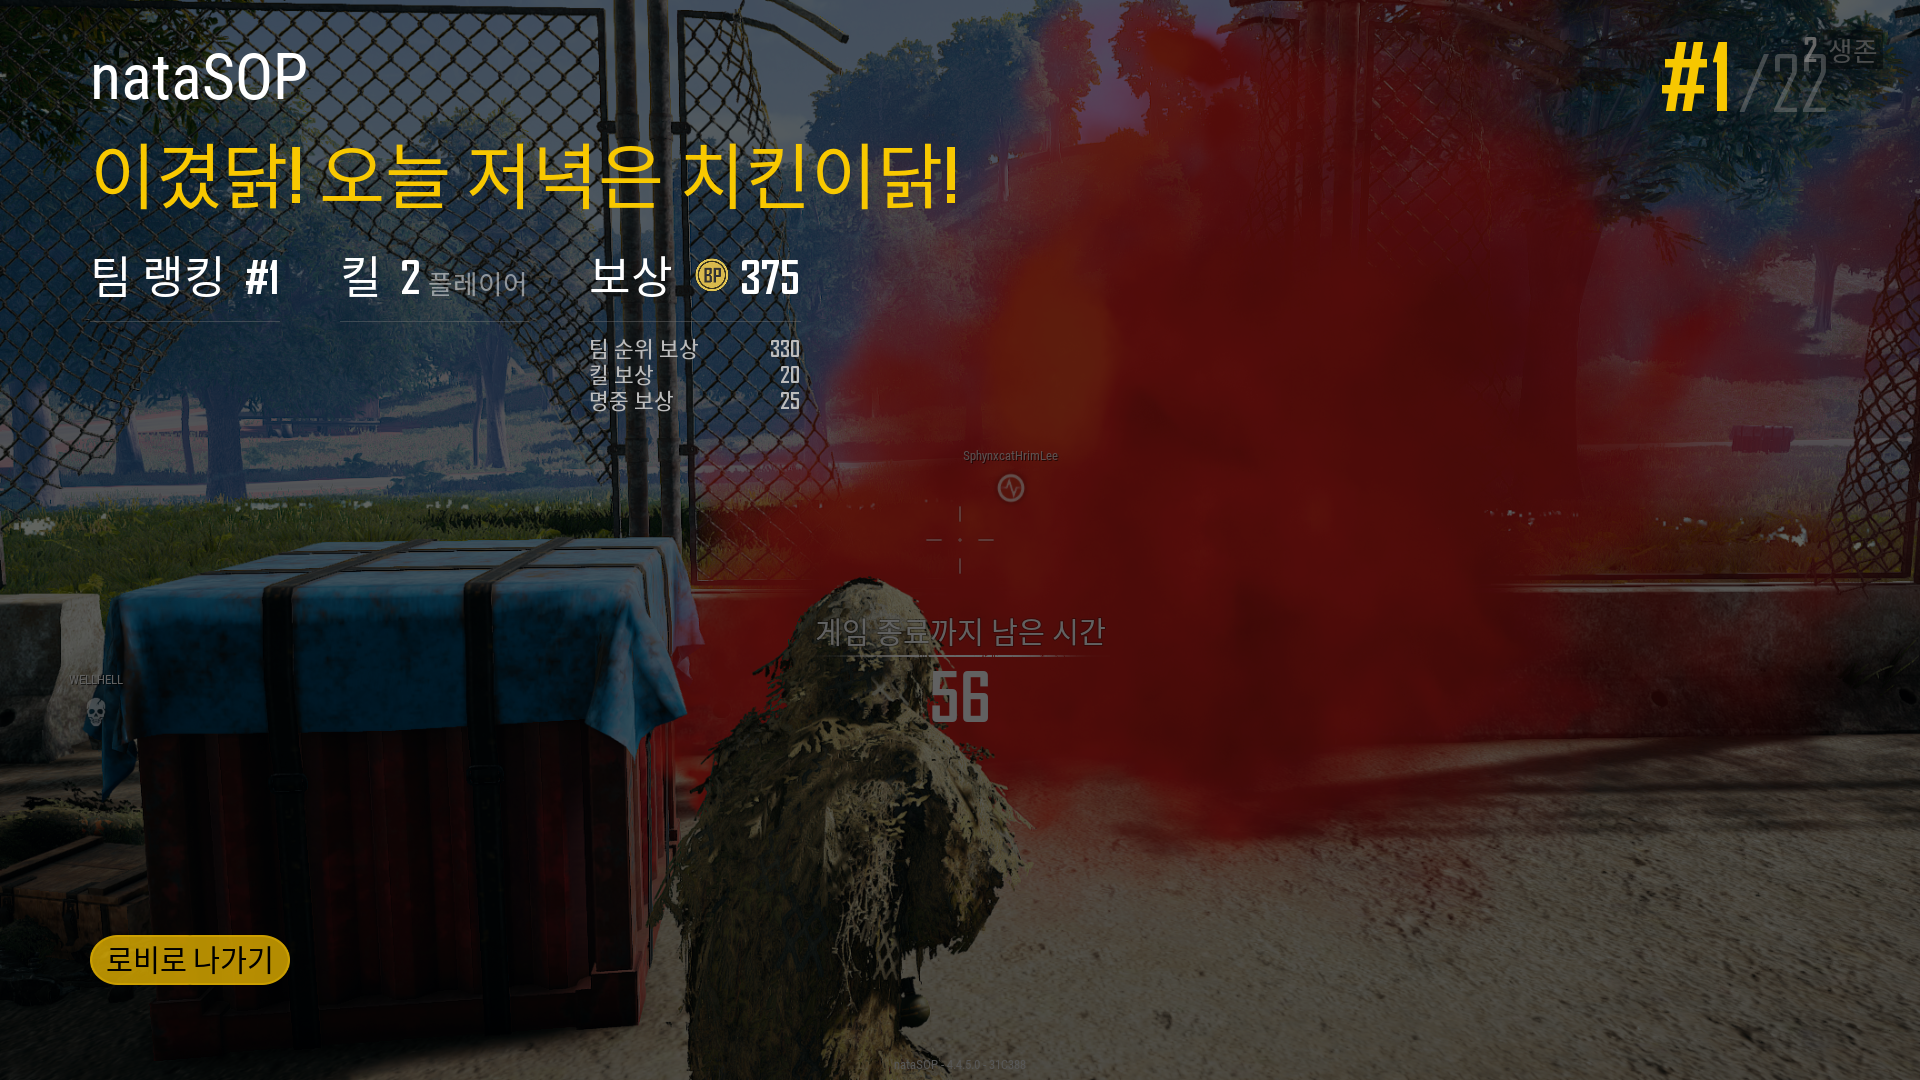 nataSOP
#1/22
2 생존
이겼닭! 오늘 저녁은 치킨이닭!
팀 랭킹 #1 킬 2 플레이어 보상 BP 375
팀 순위 보상 330
킬 보상 20
명중 보상 25
SphynxcatHrimLee
게임 종료까지 남은 시간
56
WELLHELL
로비로 나가기